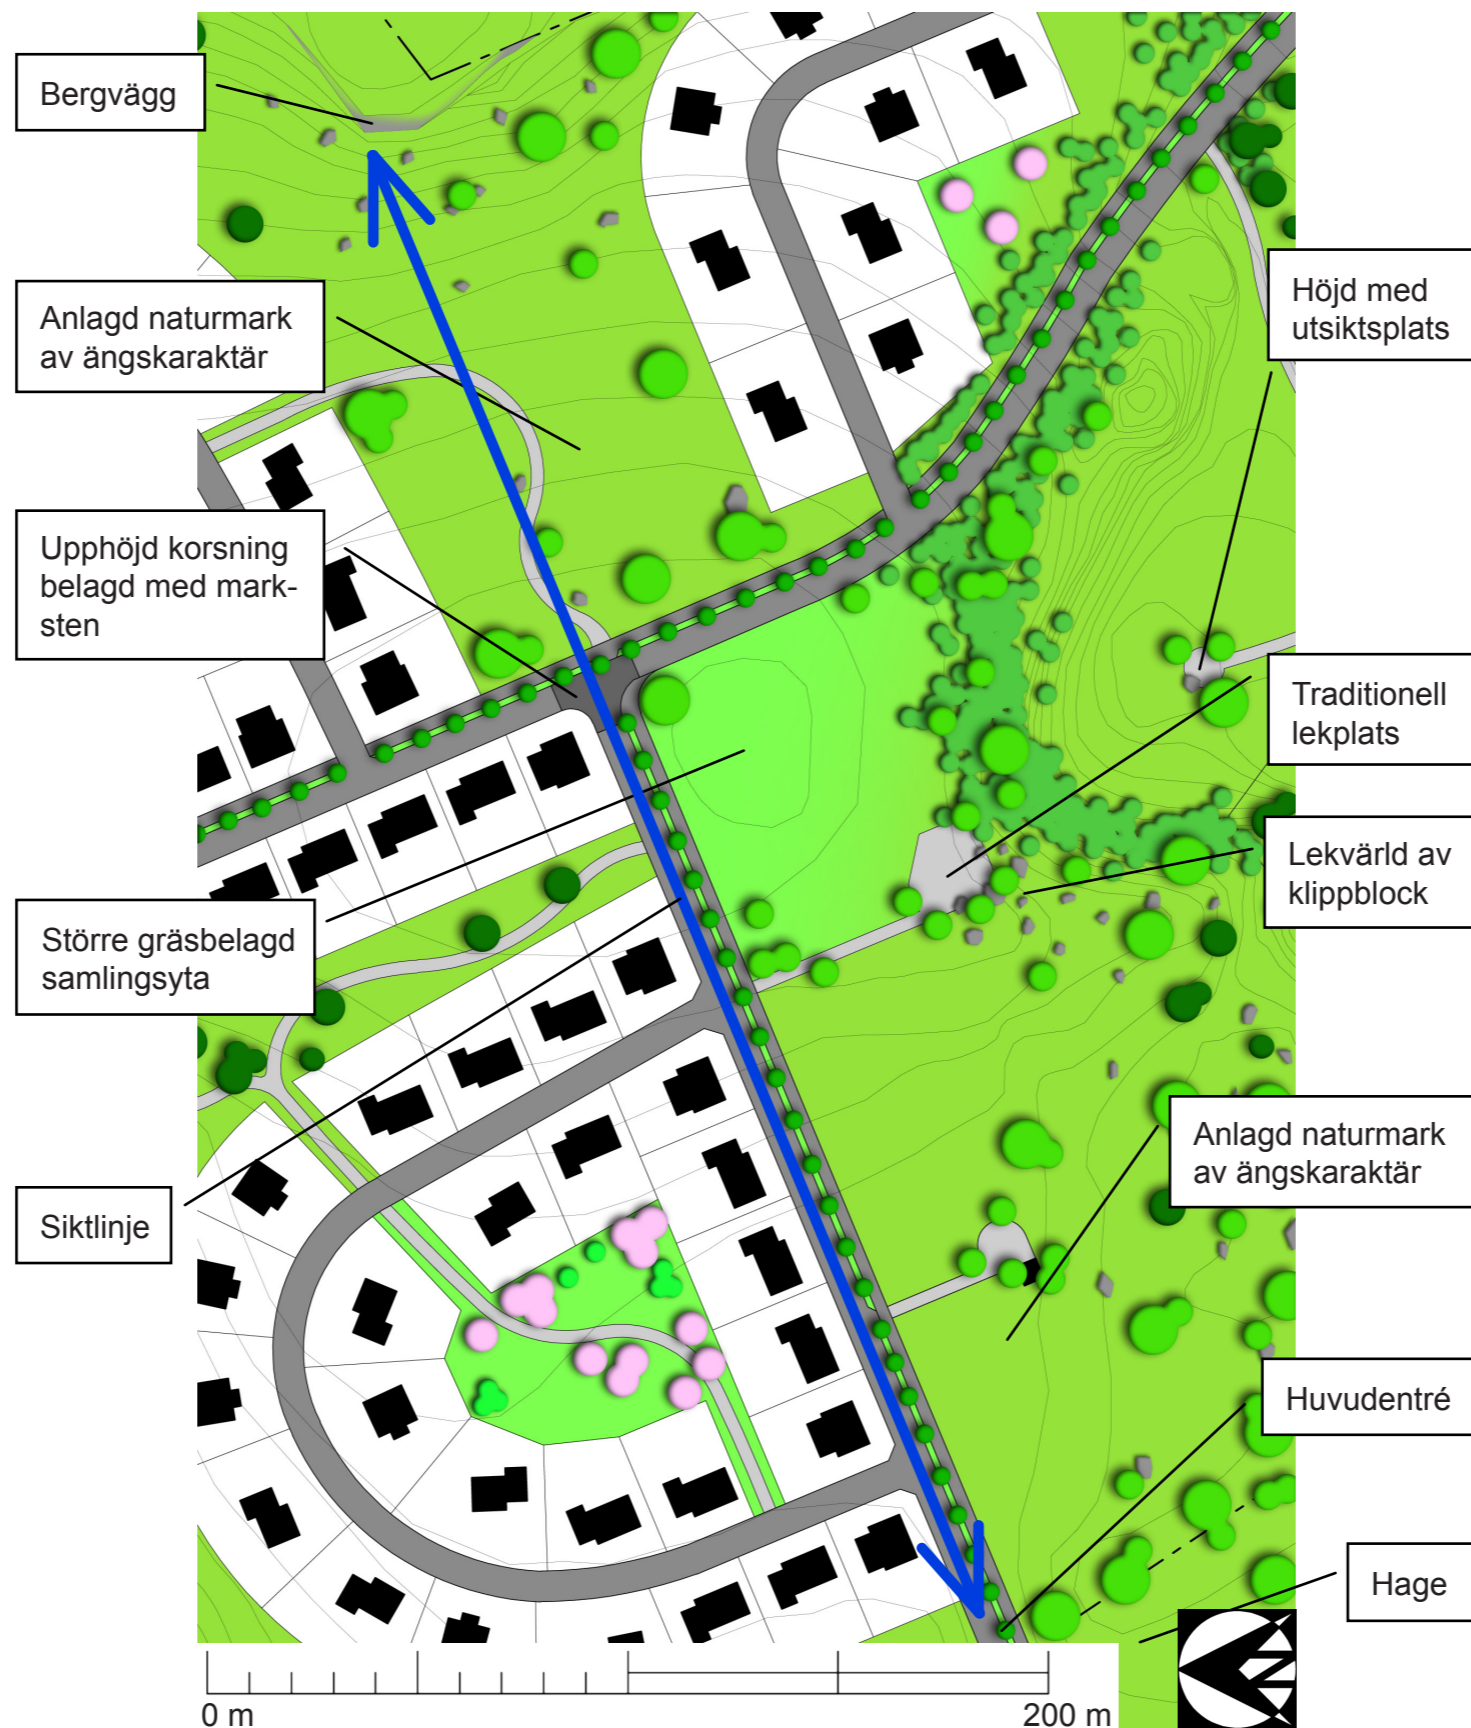 Bergvägg
Anlagd naturmark
av ängskaraktär
Upphöjd korsning
belagd med mark-
sten
Större gräsbelagd
samlingsyta
Siktlinje
Höjd med
utsiktsplats
Traditionell
lekplats
Lekvärld av
klippblock
Anlagd naturmark
av ängskaraktär
Huvudentré
Hage
0 m
200 m